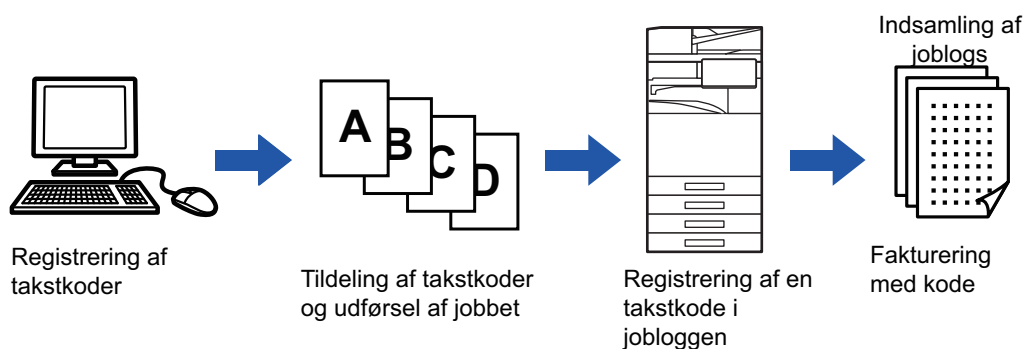 Registrering af
takstkoder
A
B
C
D
Tildeling af takstkoder
og udførsel af jobbet
Registrering af en
takstkode i
jobloggen
Indsamling af
joblogs
Fakturering
med kode